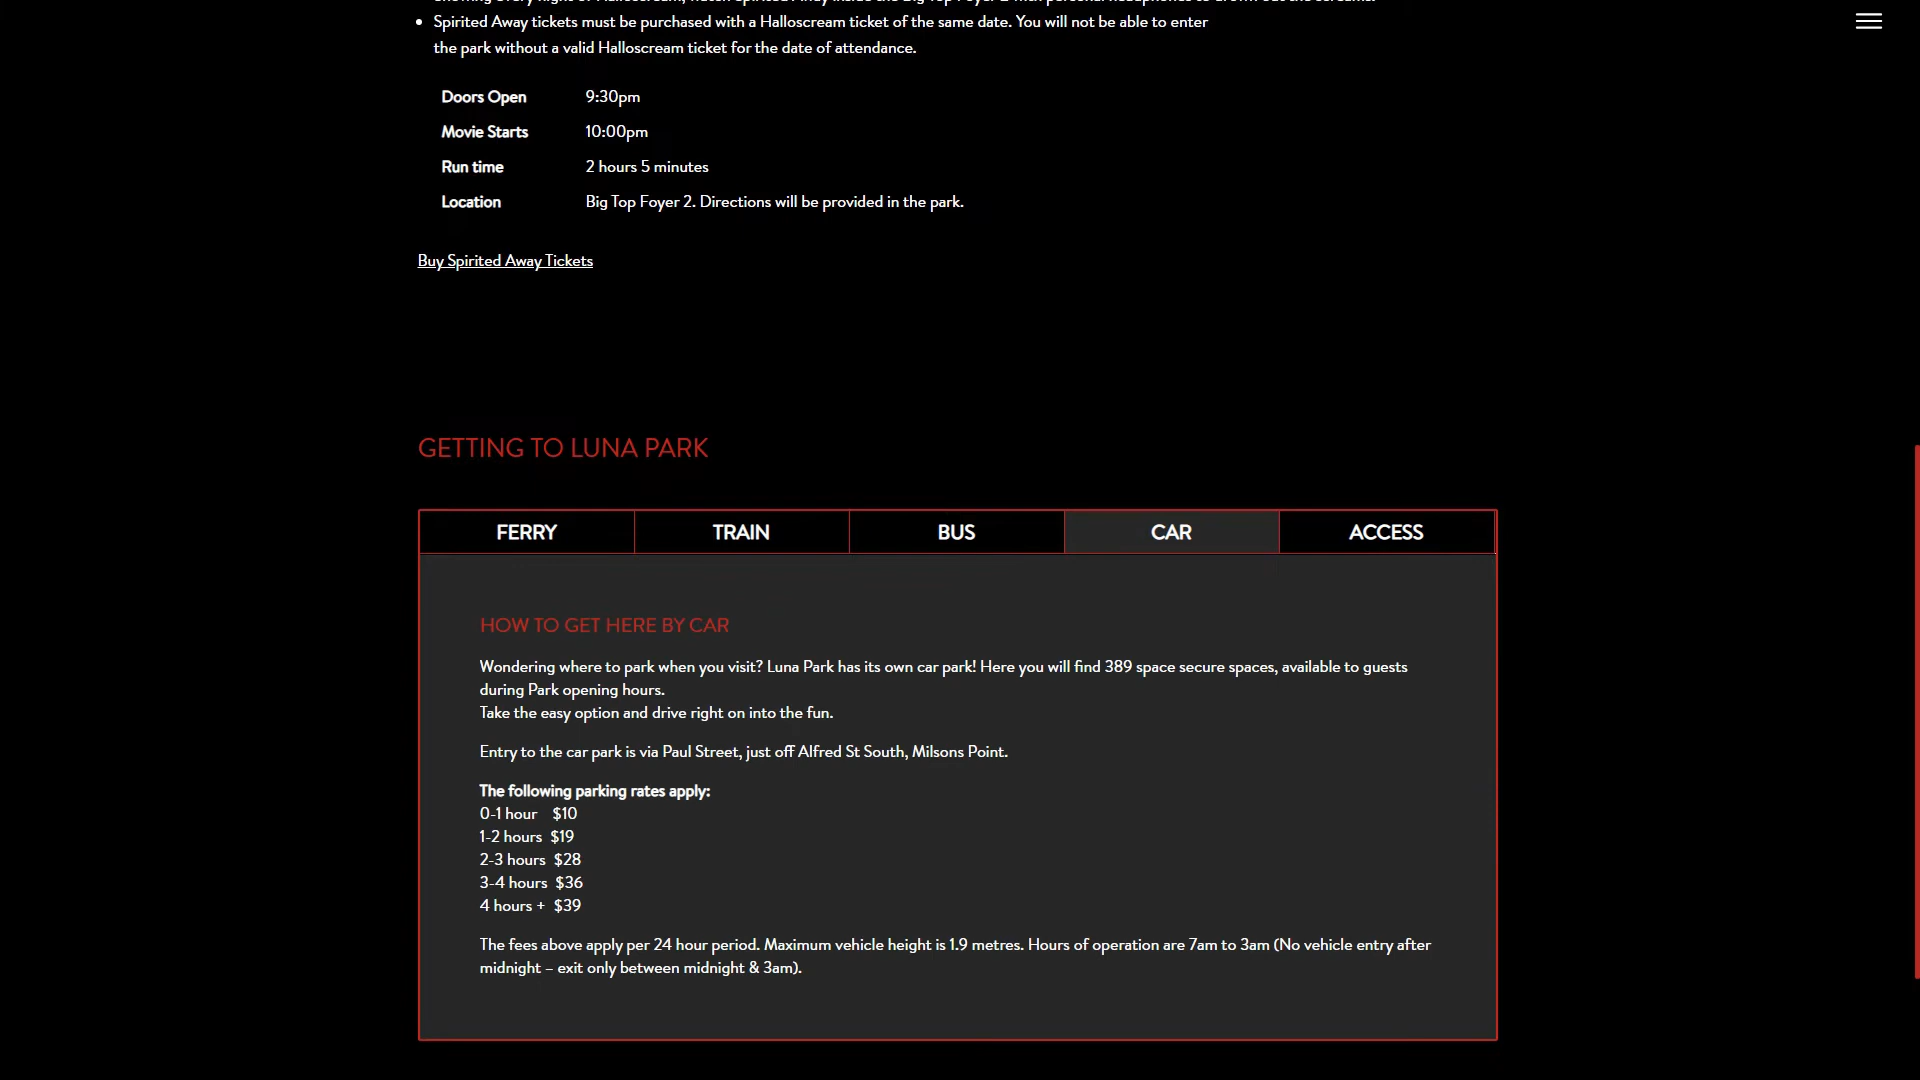 Spirited Away tickets must be purchased with a Halloscream ticket of the same date. You will not be able to enter
the park without a valid Halloscream ticket for the date of attendance.
Doors Open 9:30pm
Movie Starts 10:00pm
Run time 2 hours 5 minutes
Location Big Top Foyer 2. Directions will be provided in the park.
Buy Spirited Away Tickets
GETTING TO LUNA PARK
FERRY TRAIN BUS CAR ACCESS
HOW TO GET HERE BY CAR
Wondering where to park when you visit? Luna Park has its own car park! Here you will find 389 space secure spaces, available to guests
during Park opening hours.
Take the easy option and drive right on into the fun.
Entry to the car park is via Paul Street, just off Alfred St South, Milsons Point.
The following parking rates apply:
0-1 hour $10
1-2 hours $19
2-3 hours $28
3-4 hours $36
4 hours + $39
The fees above apply per 24 hour period. Maximum vehicle height is 1.9 metres. Hours of operation are 7am to 3am (No vehicle entry after
midnight – exit only between midnight & 3am).